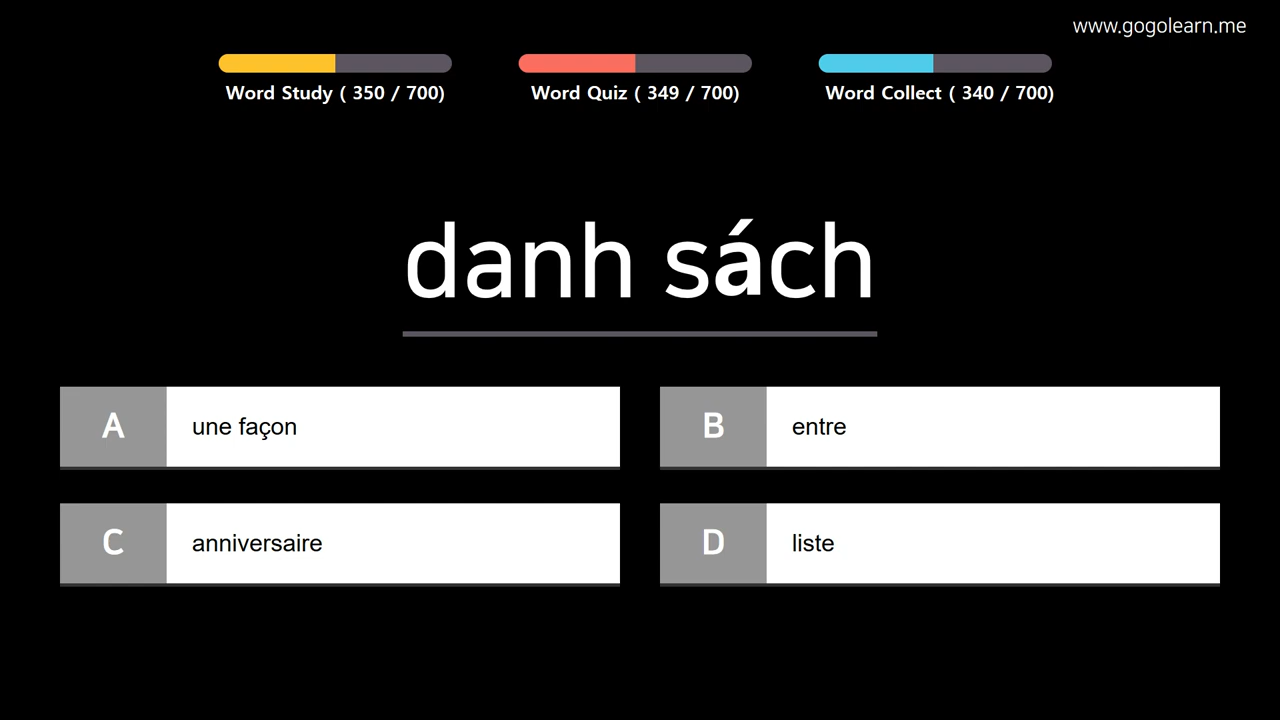 www.gogolearn.me
Word Study ( 350 / 700)
Word Quiz ( 349 / 700)
Word Collect ( 340 / 700)
danh sách
A
une façon
B
entre
C
anniversaire
D
liste